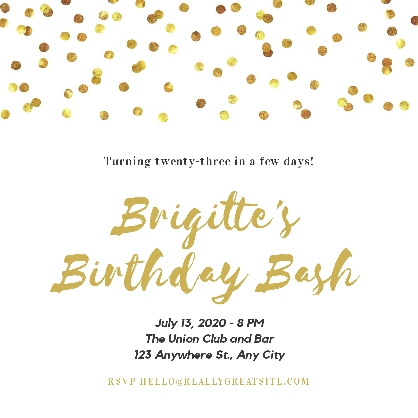 Turning twenty-three in a few days!
Brigitte's
Birthday Bash
July 13, 2020 - 8 PM
The Union Club and Bar
123 Anywhere St., Any City
RSVP HELLO@REALLYGREATSITE.COM